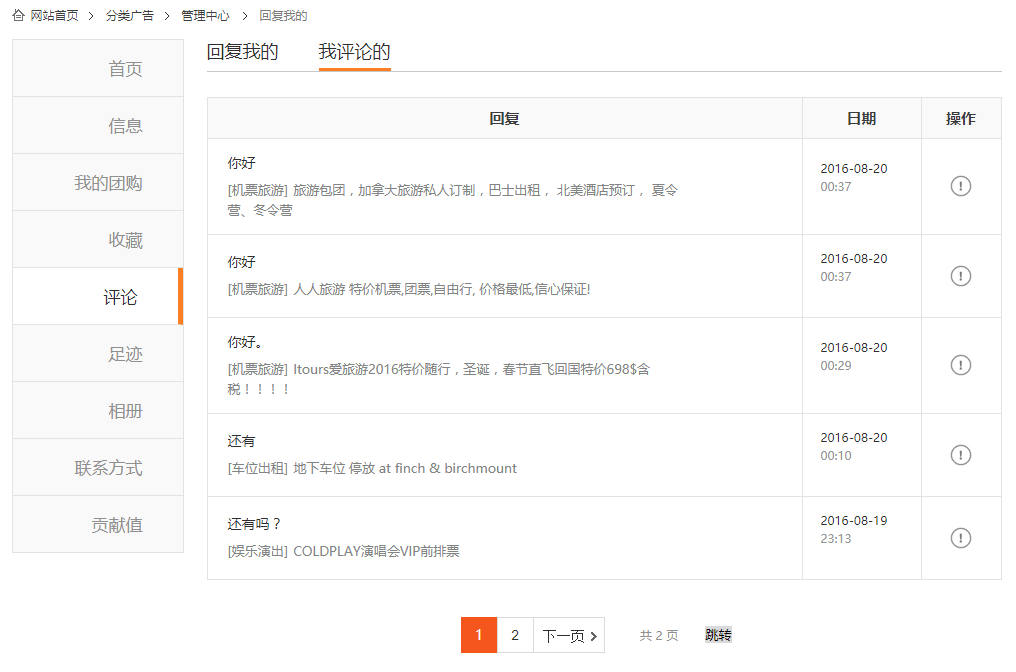 网站首页 > 分类广告 > 管理中心 > 回复我的
首页
信息
我的团购
收藏
评论
足迹
相册
联系方式
贡献值
回复我的 我评论的
回复 日期 操作
你好
[机票旅游] 旅游包团，加拿大旅游私人订制，巴士出租， 北美酒店预订， 夏令
营、冬令营
2016-08-20
00:37
你好
[机票旅游] 人人旅游 特价机票,团票,自由行, 价格最低,信心保证!
2016-08-20
00:37
你好。
[机票旅游] Itours爱旅游2016特价随行，圣诞，春节直飞回国特价698$含
税！！！！
2016-08-20
00:29
还有
[车位出租] 地下车位 停放 at finch & birchmount
2016-08-20
00:10
还有吗？
[娱乐演出] COLDPLAY演唱会VIP前排票
2016-08-19
23:13
1 2 下一页 > 共 2 页 跳转